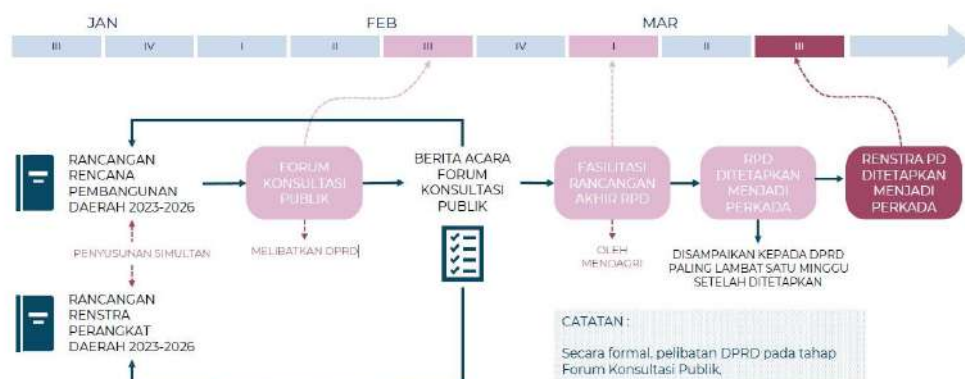 JAN FEB MAR
III IV I II III IV I II III
RANCANGAN
RENCANA
PEMBANGUNAN
DAERAH 2023-2026
FORUM
KONSULTASI
PUBLIK
BERITA ACARA
FORUM
KONSULTASI
PUBLIK
FASILITASI
RANCANGAN
AKHIR RPD
RPD
DITETAPKAN
MENJADI
PERKADA
RENSTRA PD
DITETAPKAN
MENJADI
PERKADA
PENYUSUNAN SIMULTAN
MELIBATKAN DPRD
OLEH
MENDAGRI
DISAMPAIKAN KEPADA DPRD
PALING LAMBAT SATU MINGGU
SETELAH DITETAPKAN
RANCANGAN
RENSTRA
PERANGKAT
DAERAH 2023-2026
CATATAN :
Secara formal, pelibatan DPRD pada tahap
Forum Konsultasi Publik,